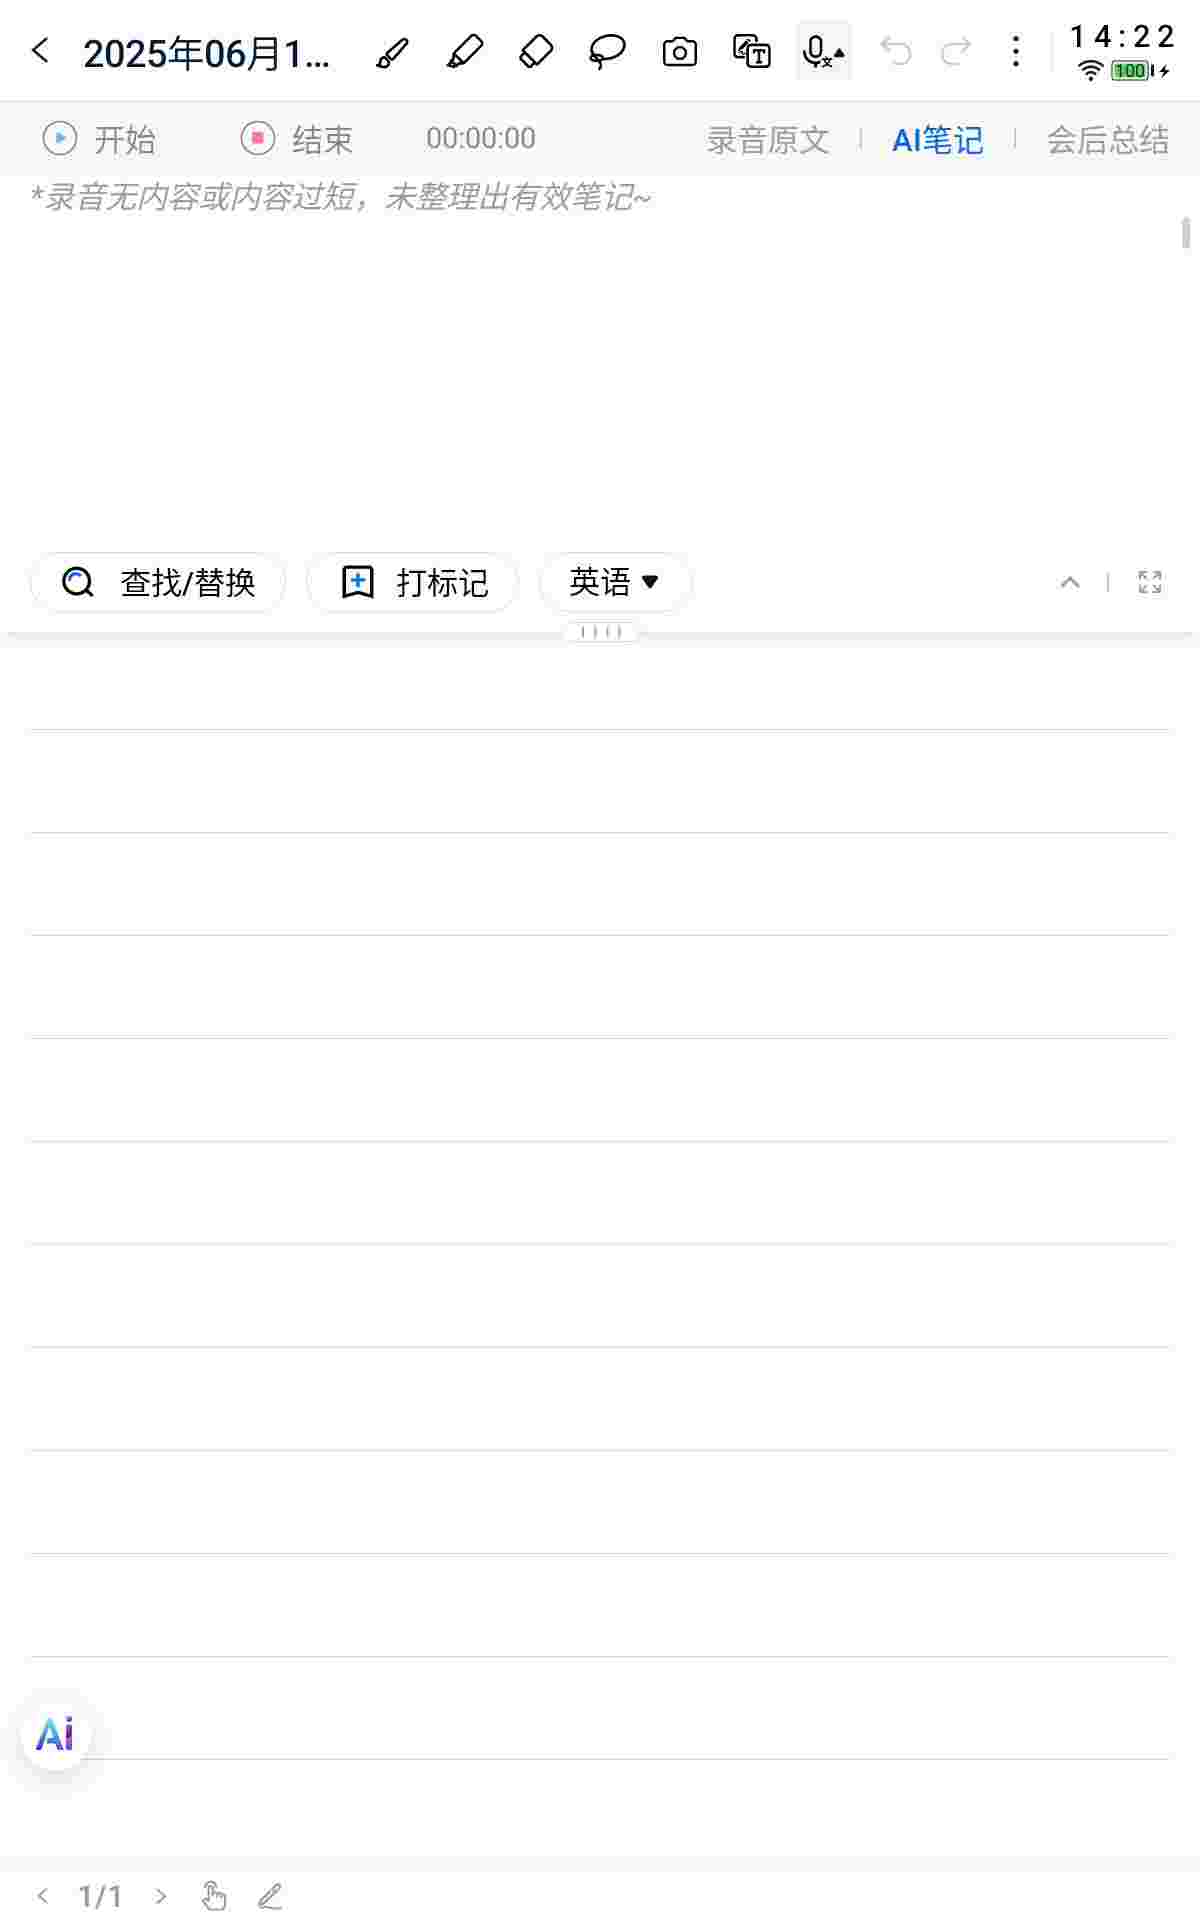 2025年06月1...
14:22
100
开始 结束 00:00:00 录音原文 AI笔记 会后总结
*录音无内容或内容过短，未整理出有效笔记~
查找/替换 打标记 英语
Ai
1/1